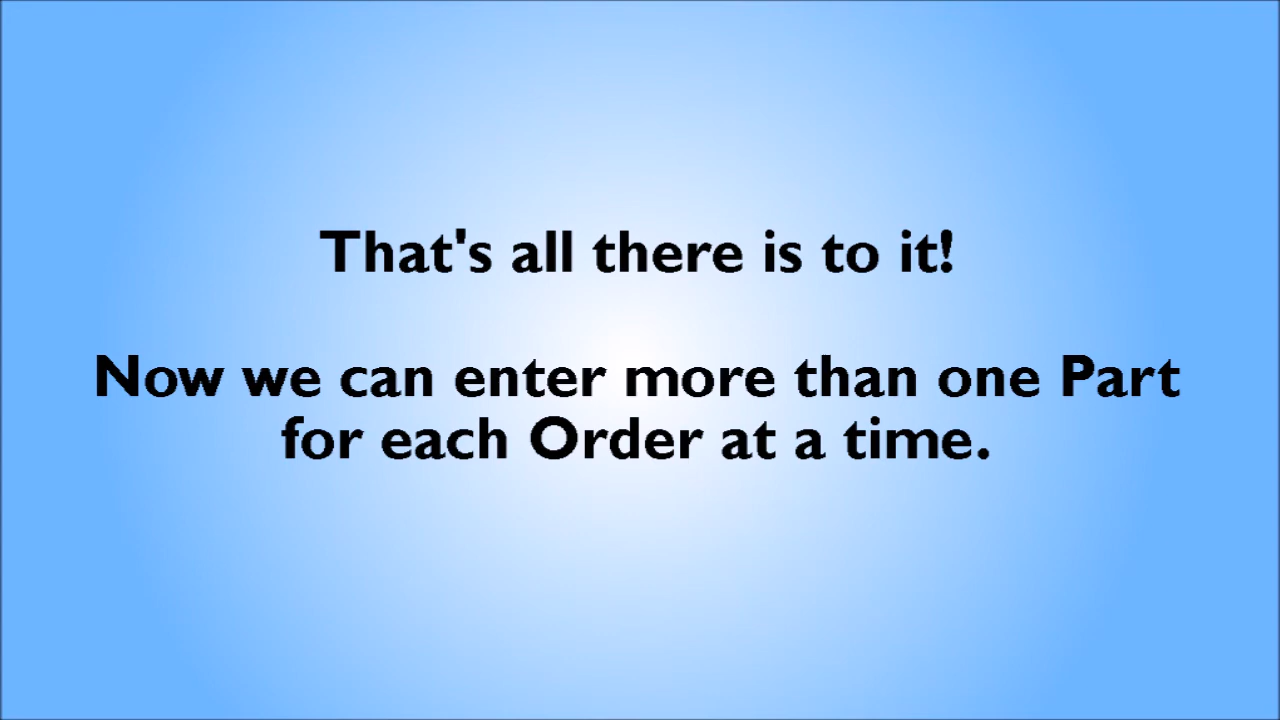 That's all there is to it!
Now we can enter more than one Part
for each Order at a time.